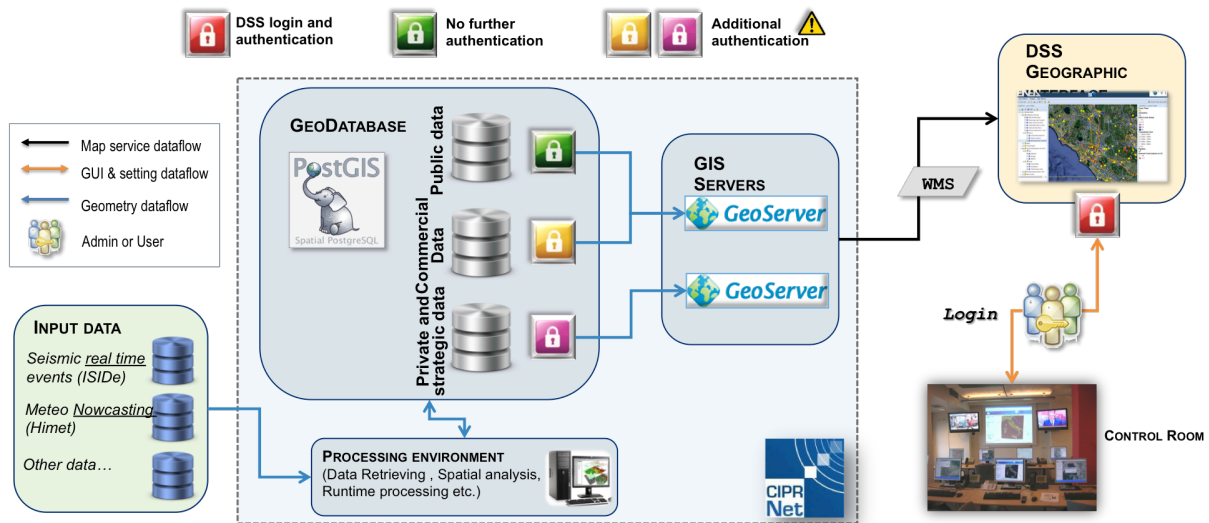 DSS login and
authentication
No further
authentication
Additional
authentication
Map service dataflow
GUI & setting dataflow
Geometry dataflow
Admin or User
INPUT DATA
Seismic real time
events (ISIDe)
Meteo Nowcasting
(Himet)
Other data…
GEODATABASE
PostGIS
Spatial PostgreSQL
Public data
Commercial
Data
Private and
strategic data
GIS
SERVERS
GeoServer
GeoServer
PROCESSING ENVIRONMENT
(Data Retrieving , Spatial analysis,
Runtime processing etc.)
CIPR
Net
WMS
DSS
GEOGRAPHIC
INTERFACE
Login
CONTROL ROOM